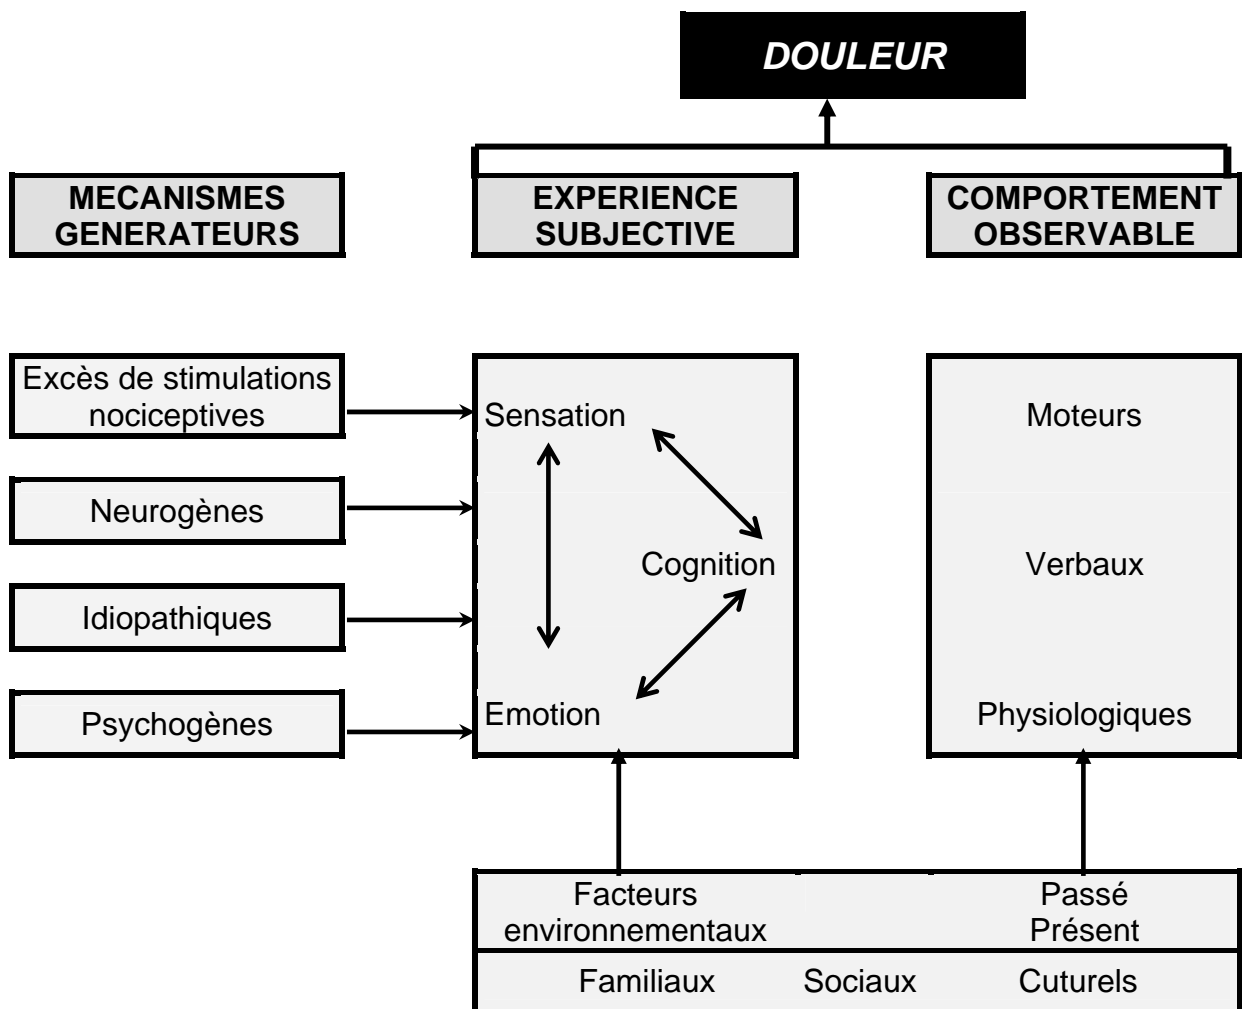 DOULEUR
MECANISMES
GENERATEURS
EXPERIENCE
SUBJECTIVE
COMPORTEMENT
OBSERVABLE
Excès de stimulations
nociceptives
Neurogènes
Idiopathiques
Psychogènes
Sensation
Cognition
Emotion
Moteurs
Verbaux
Physiologiques
Facteurs
environnementaux
Passé
Présent
Familiaux Sociaux Cuturels